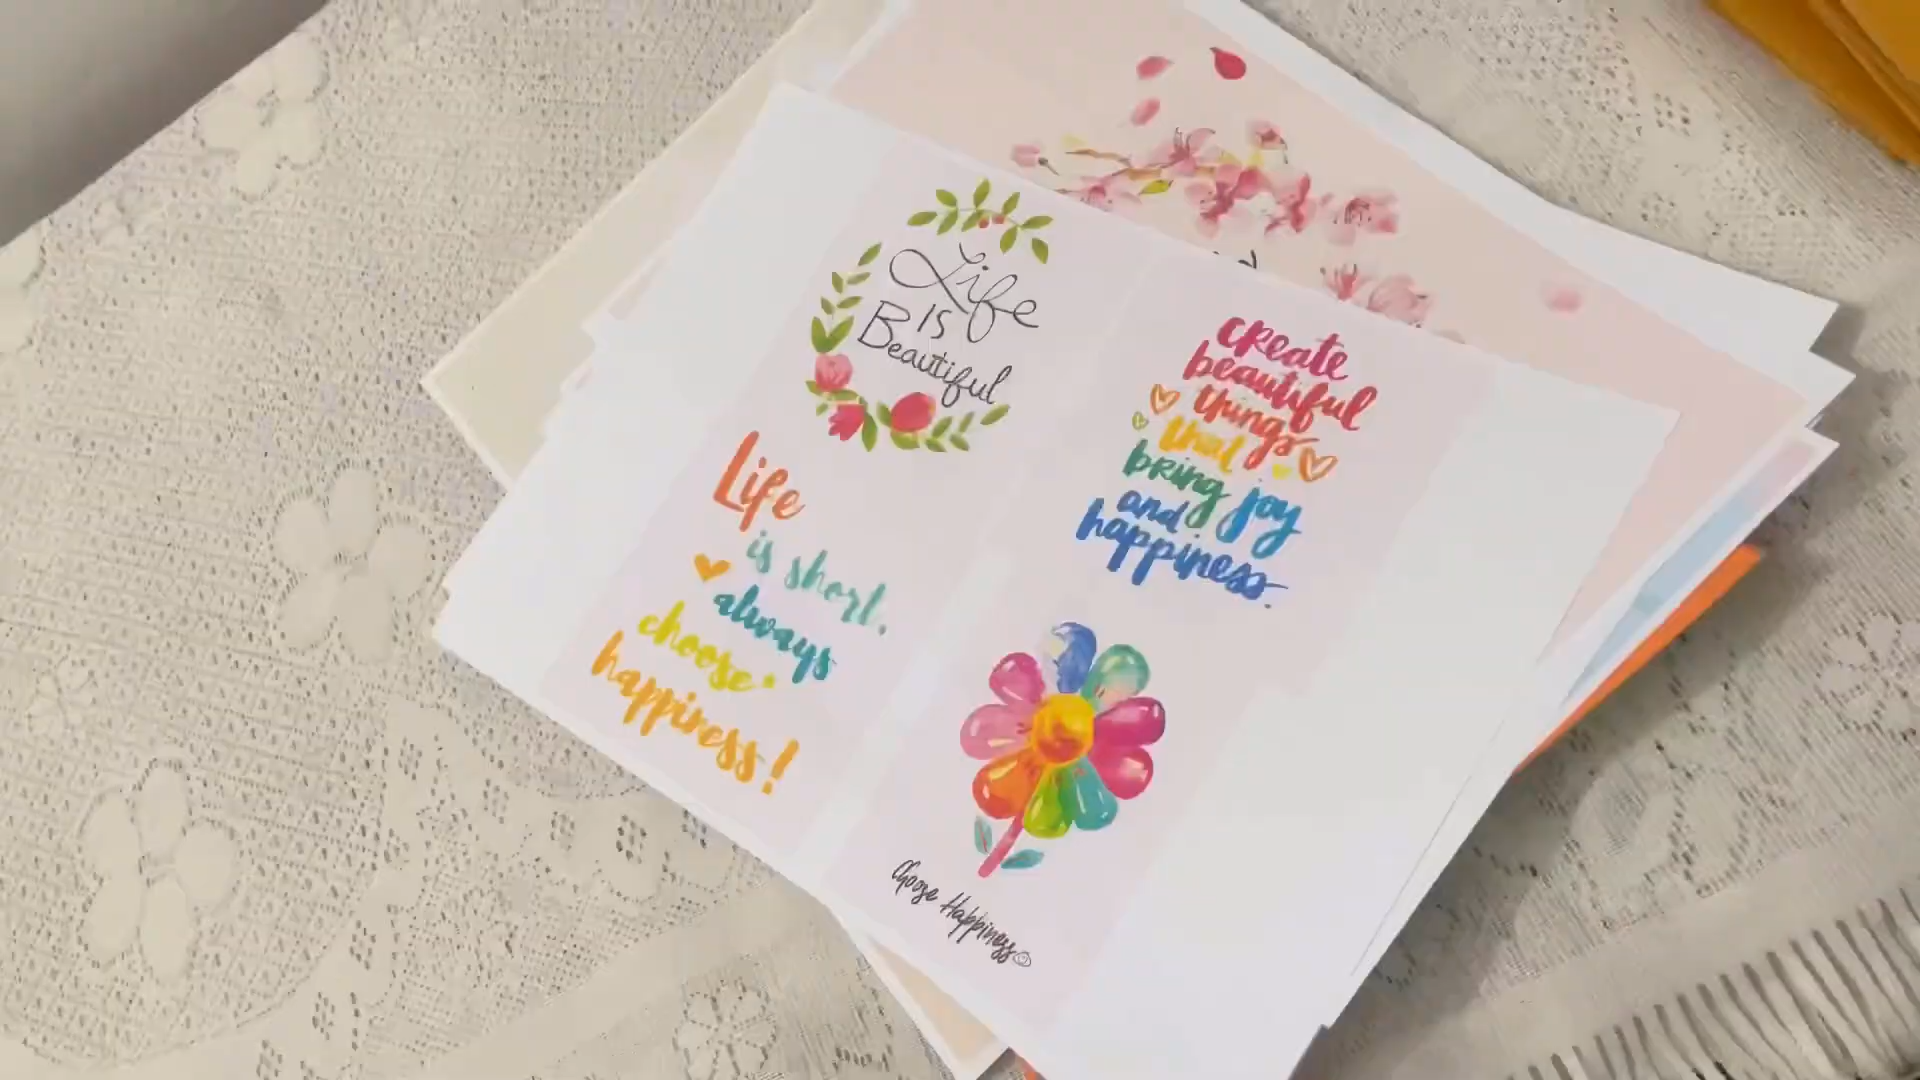 Life
is
Beautiful
Life
is short,
always
choose
happiness!
create
beautiful
things
that
bring joy
and
happiness.
Choose Happiness